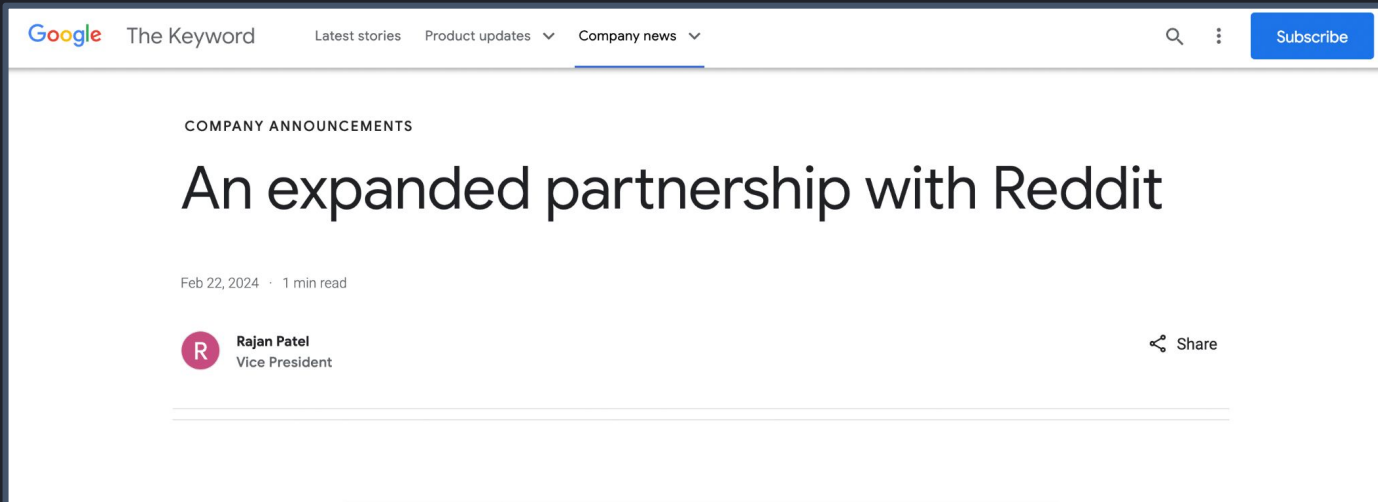 Google The Keyword Latest stories Product updates Company news Subscribe
COMPANY ANNOUNCEMENTS
An expanded partnership with Reddit
Feb 22, 2024 · 1 min read
R
Rajan Patel
Vice President
Share